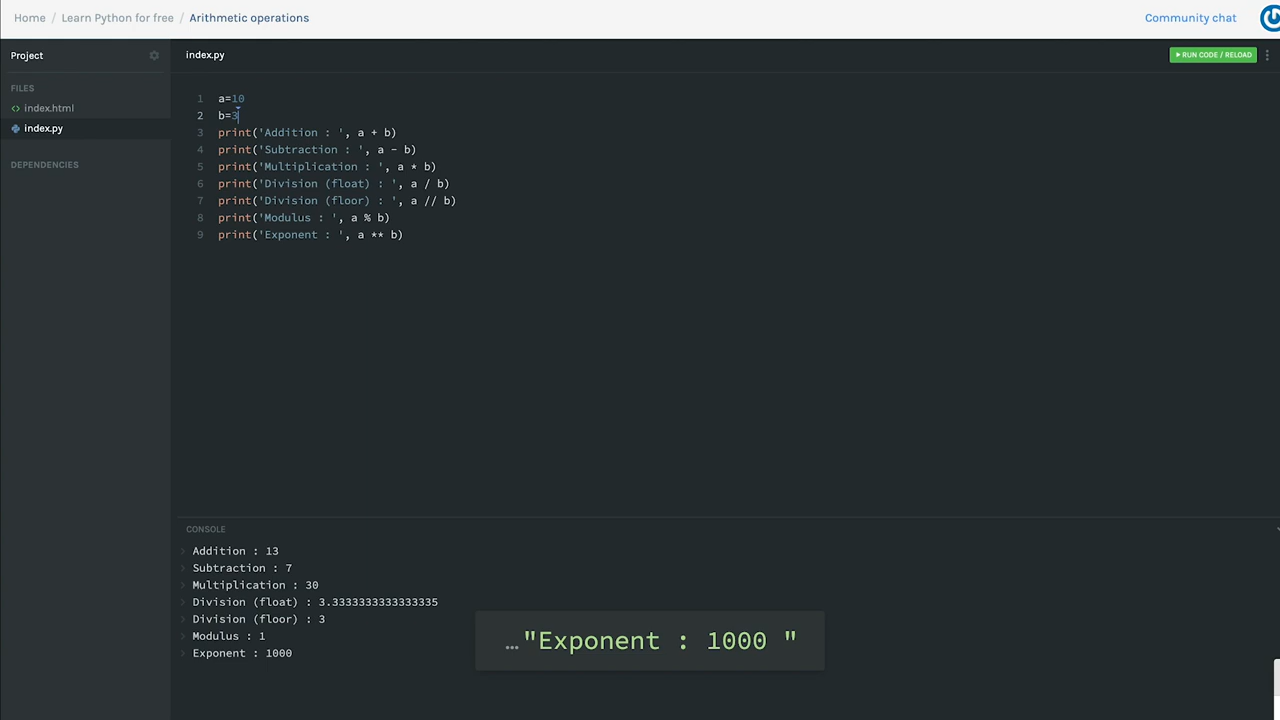 Home / Learn Python for free / Arithmetic operations
Community chat
Project
index.py
RUN CODE / RELOAD
FILES
index.html
index.py
DEPENDENCIES
1 a=10
2 b=3
3 print('Addition : ', a + b)
4 print('Subtraction : ', a - b)
5 print('Multiplication : ', a * b)
6 print('Division (float) : ', a / b)
7 print('Division (floor) : ', a // b)
8 print('Modulus : ', a % b)
9 print('Exponent : ', a ** b)
CONSOLE
Addition : 13
Subtraction : 7
Multiplication : 30
Division (float) : 3.3333333333333335
Division (floor) : 3
Modulus : 1
Exponent : 1000
…"Exponent : 1000 "